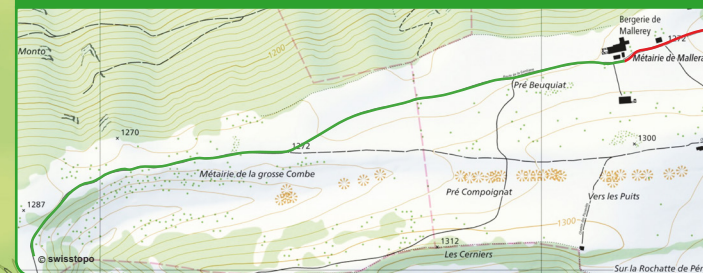 Bergerie de
Mallerey
1272
Métairie de Maller
Monto
1200
Pré Beuquiat
1270
1272
1300
Métairie de la grosse Combe
Pré Compoignat
Vers les Puits
1287
1300
1312
Les Cerniers
© swisstopo
Sur la Rochatte de Pér